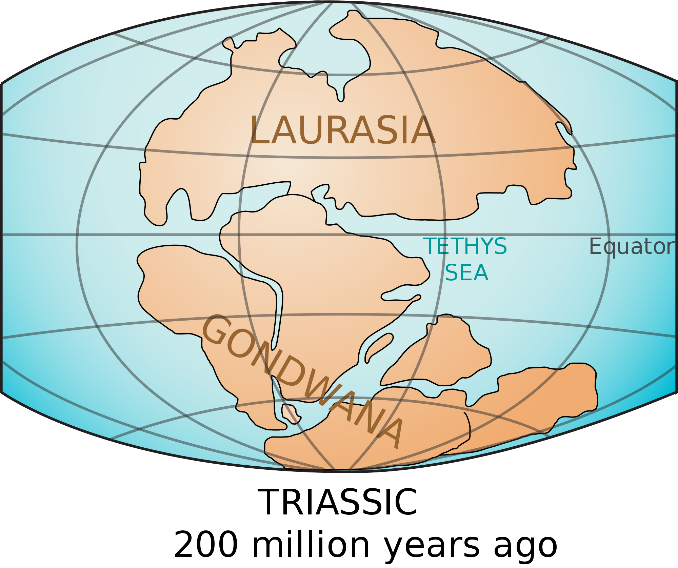 LAURASIA
TETHYS
SEA
Equator
GONDWANA
TRIASSIC
200 million years ago